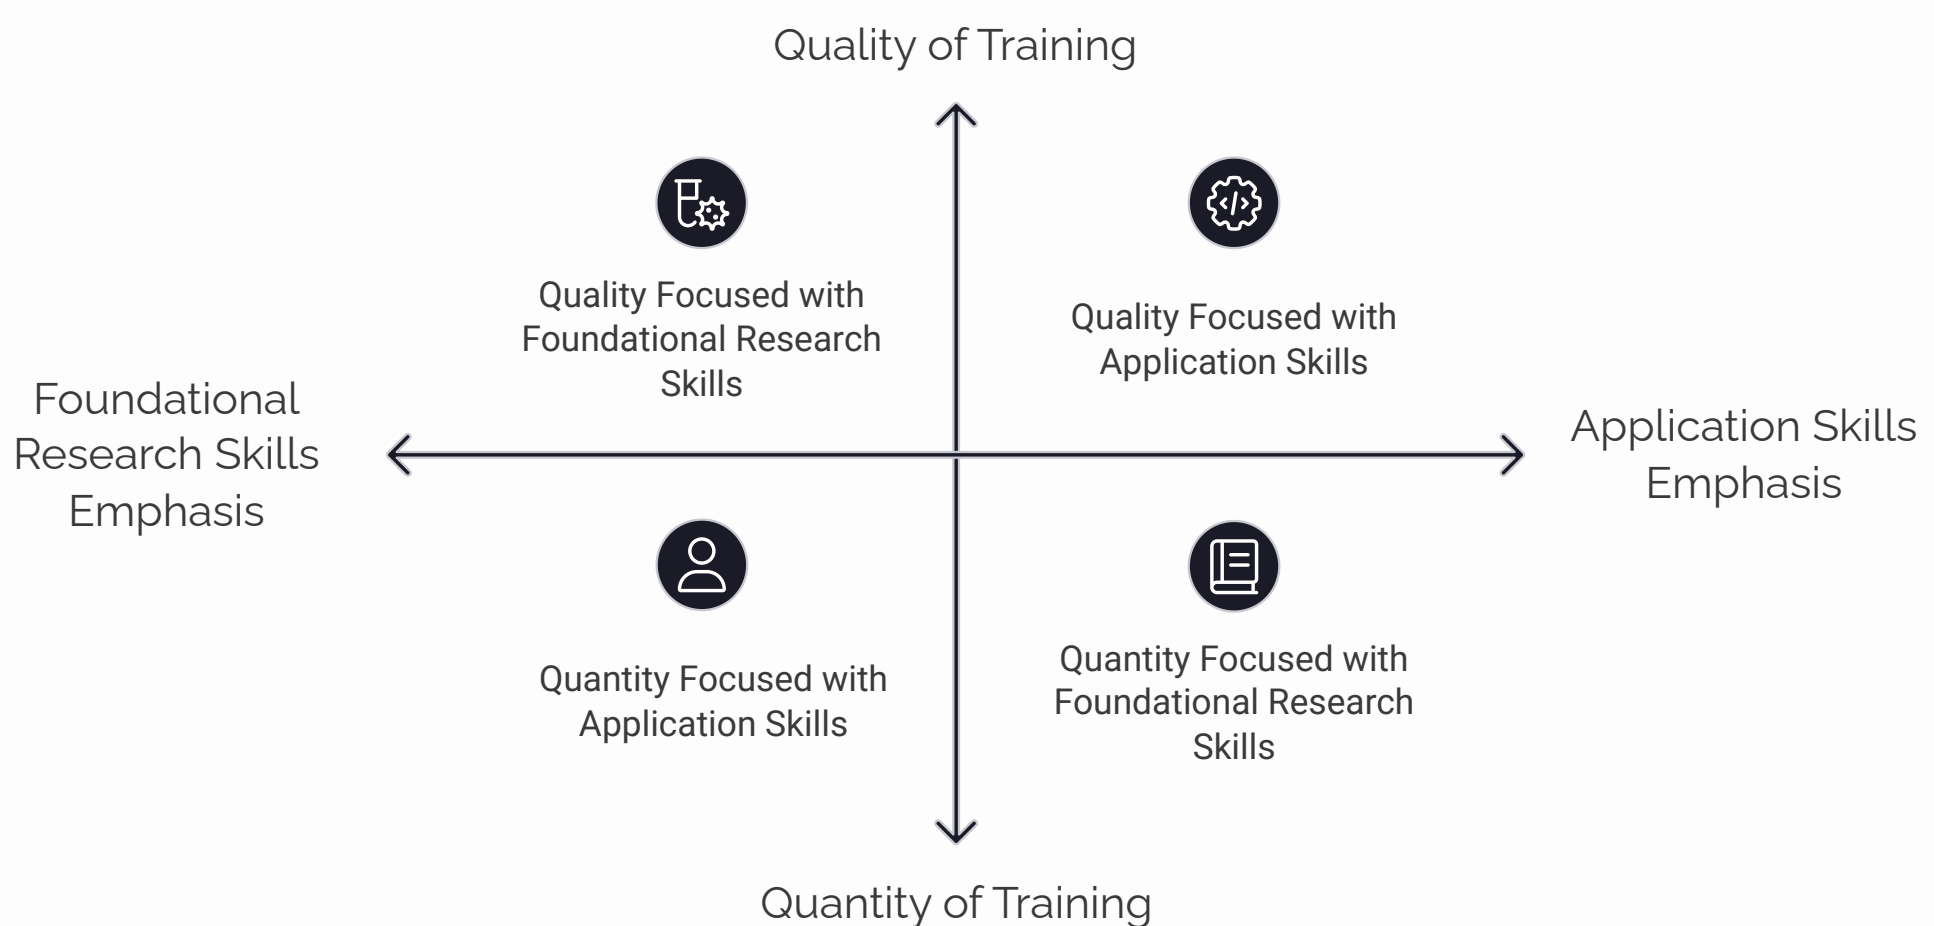 Quality of Training
Quality Focused with
Foundational Research
Skills
Quality Focused with
Application Skills
Foundational
Research Skills
Emphasis
Application Skills
Emphasis
Quantity Focused with
Application Skills
Quantity Focused with
Foundational Research
Skills
Quantity of Training